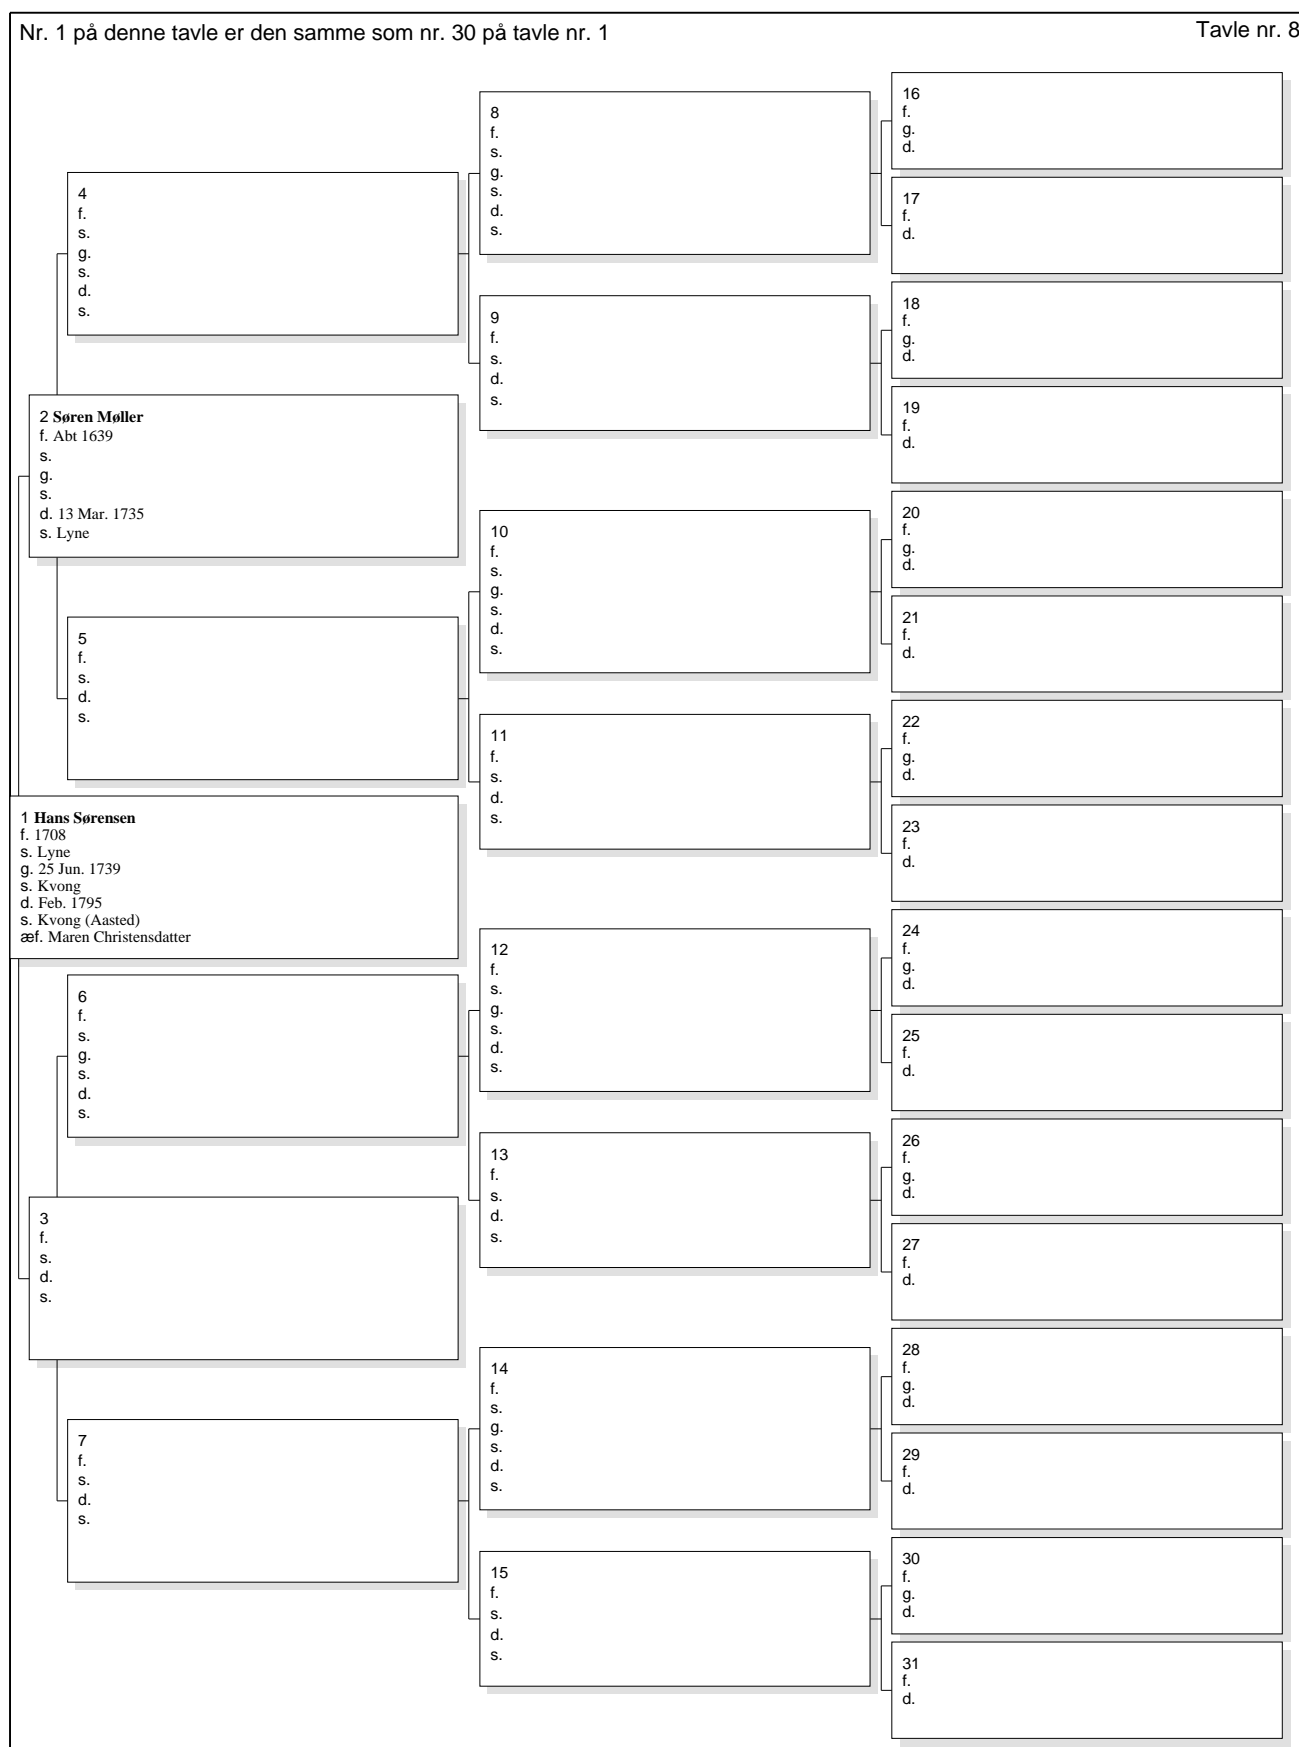 Nr. 1 på denne tavle er den samme som nr. 30 på tavle nr. 1
Tavle nr. 8
4
f.
s.
g.
s.
d.
s.
2 Søren Møller
f. Abt 1639
s.
g.
s.
d. 13 Mar. 1735
s. Lyne
5
f.
s.
d.
s.
1 Hans Sørensen
f. 1708
s. Lyne
g. 25 Jun. 1739
s. Kvong
d. Feb. 1795
s. Kvong (Aasted)
æf. Maren Christensdatter
6
f.
s.
g.
s.
d.
s.
3
f.
s.
d.
s.
7
f.
s.
d.
s.
8
f.
s.
g.
s.
d.
s.
9
f.
s.
d.
s.
10
f.
s.
g.
s.
d.
s.
11
f.
s.
d.
s.
12
f.
s.
g.
s.
d.
s.
13
f.
s.
d.
s.
14
f.
s.
g.
s.
d.
s.
15
f.
s.
d.
s.
16
f.
g.
d.
17
f.
d.
18
f.
g.
d.
19
f.
d.
20
f.
g.
d.
21
f.
d.
22
f.
g.
d.
23
f.
d.
24
f.
g.
d.
25
f.
d.
26
f.
g.
d.
27
f.
d.
28
f.
g.
d.
29
f.
d.
30
f.
g.
d.
31
f.
d.